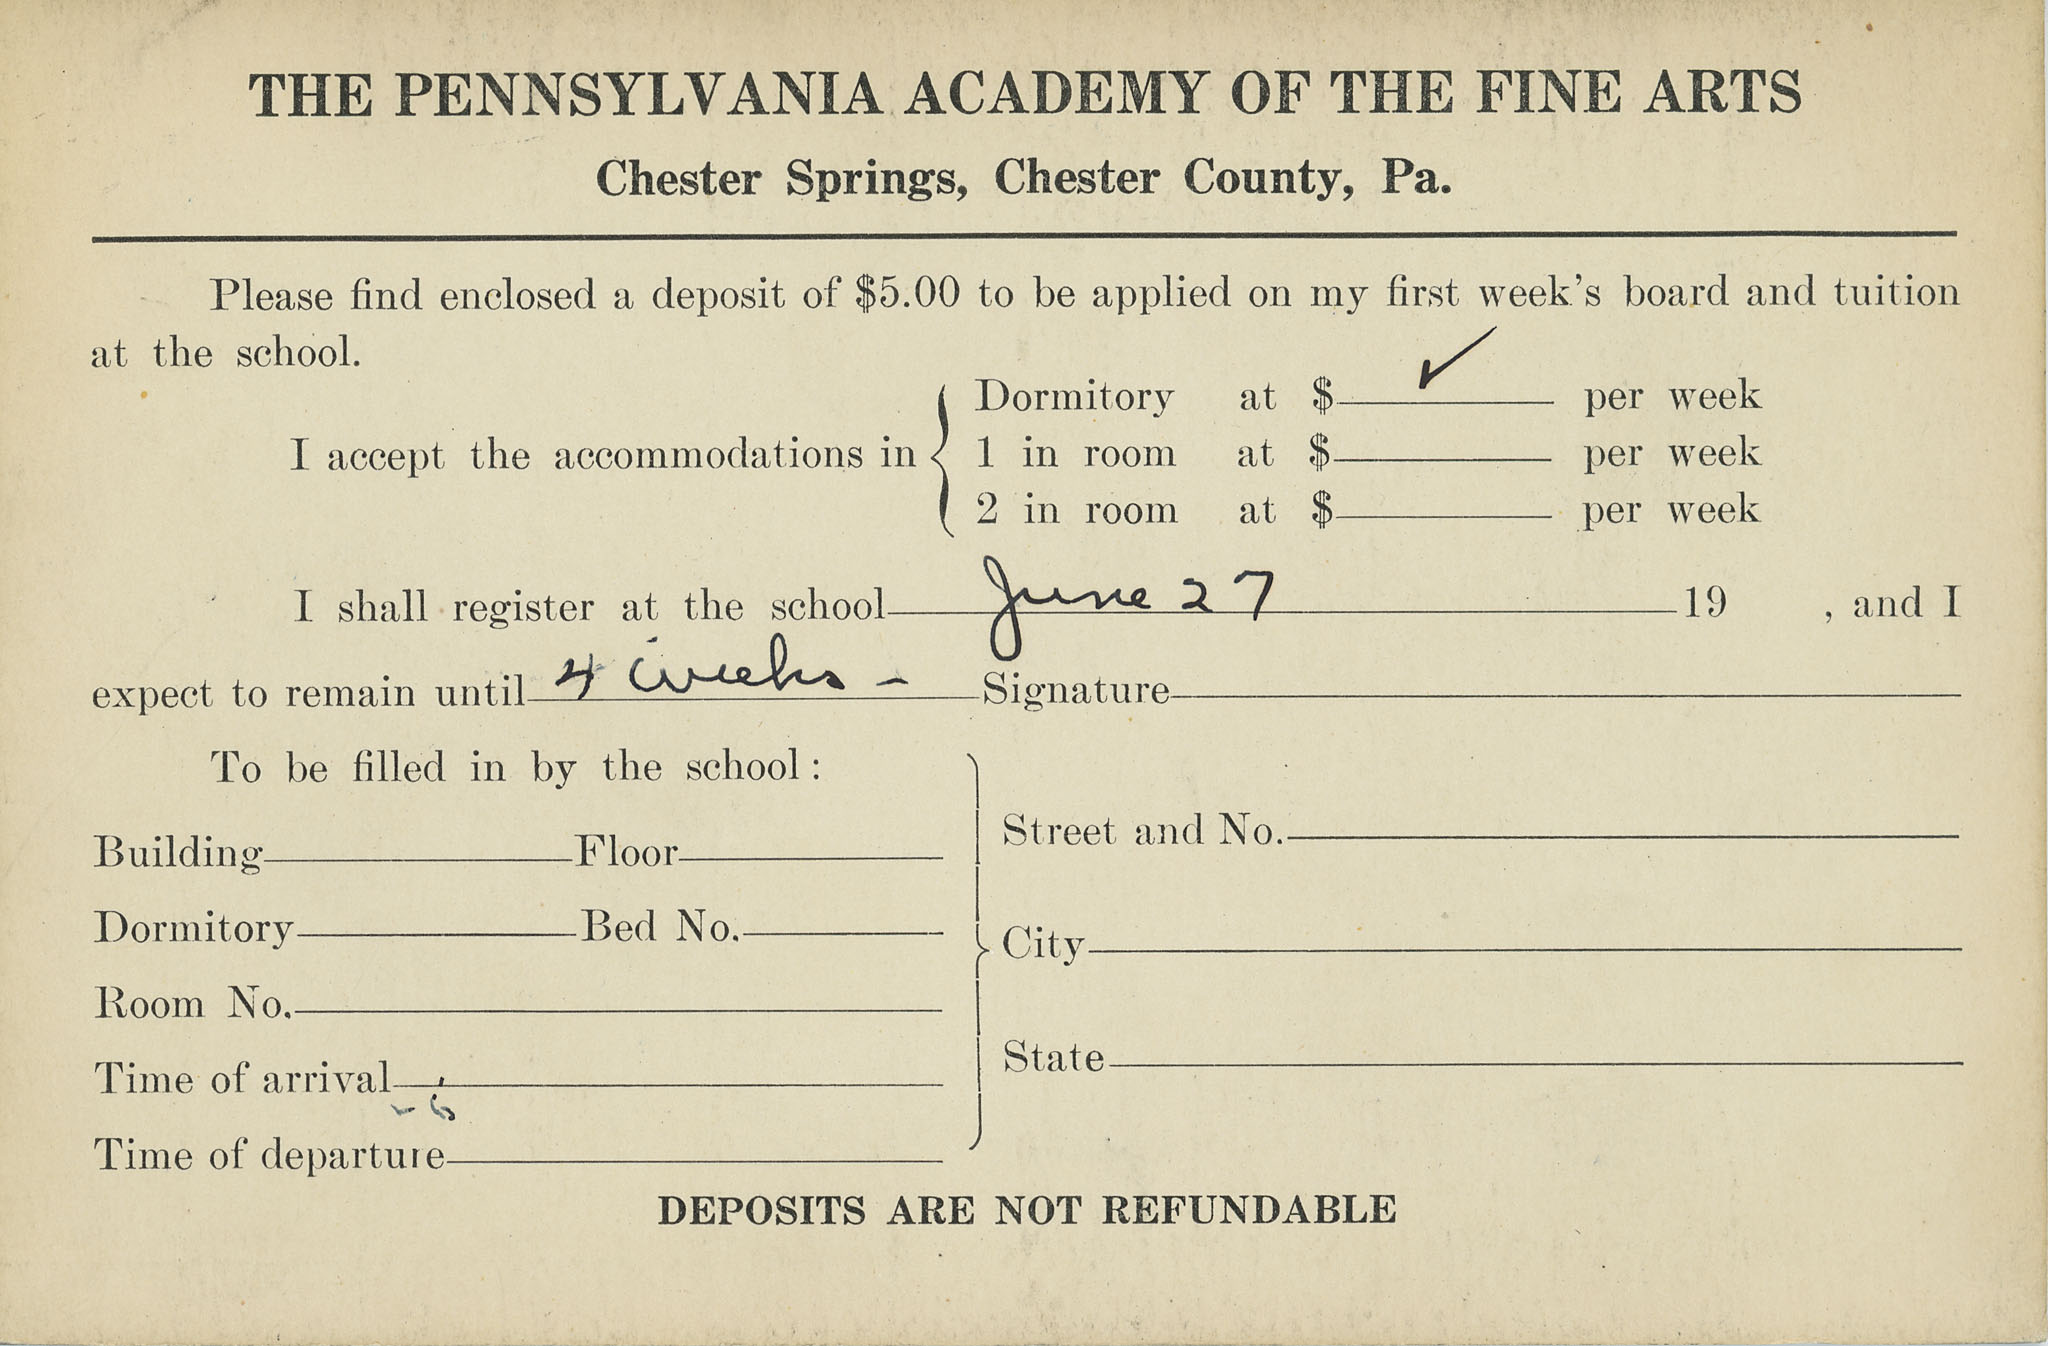 THE PENNSYLVANIA ACADEMY OF THE FINE ARTS
Chester Springs, Chester County, Pa.
Please find enclosed a deposit of $5.00 to be applied on my first week's board and tuition
at the school.
I accept the accommodations in
Dormitory at $ ✓ per week
1 in room at $ per week
2 in room at $ per week
I shall register at the school June 27 19 , and I
expect to remain until 4 weeks - Signature
To be filled in by the school:
Building Floor
Dormitory Bed No.
Room No.
Time of arrival
Time of departure
Street and No.
City
State
DEPOSITS ARE NOT REFUNDABLE